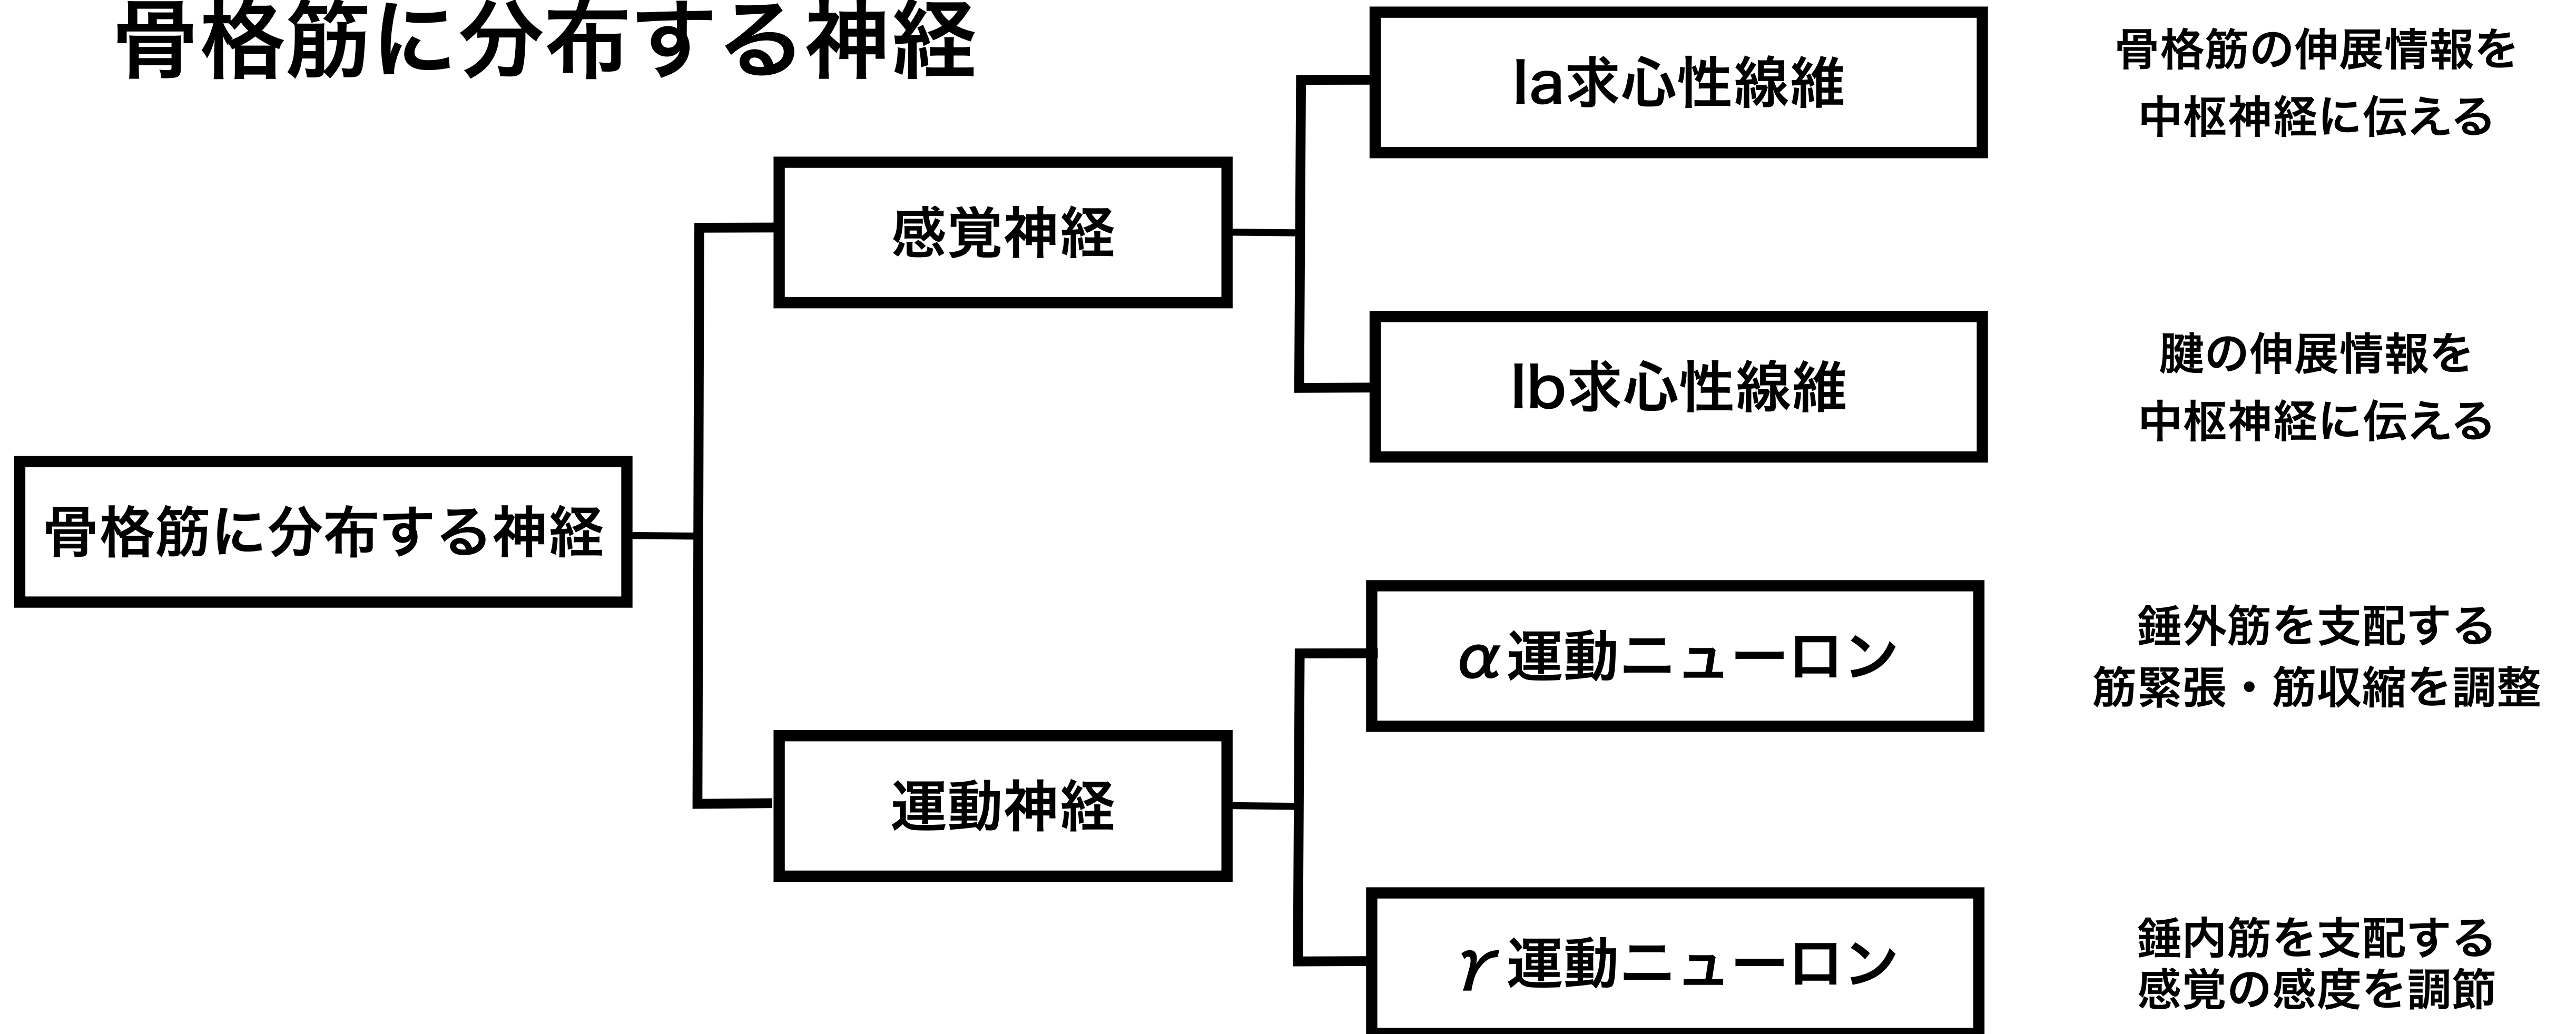 骨格筋に分布する神経
Ia求心性線維
骨格筋の伸展情報を
中枢神経に伝える
感覚神経
Ib求心性線維
腱の伸展情報を
中枢神経に伝える
骨格筋に分布する神経
α運動ニューロン
錘外筋を支配する
筋緊張・筋収縮を調整
運動神経
γ運動ニューロン
錘内筋を支配する
感覚の感度を調節